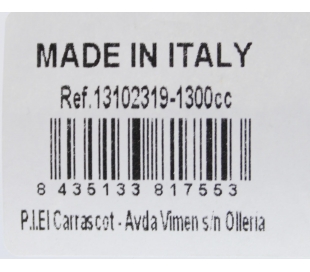 MADE IN ITALY
Ref.13102319-1300cc
8 435133 817553
P.I.El Carrascot - Avda Vimen s/n Olleria